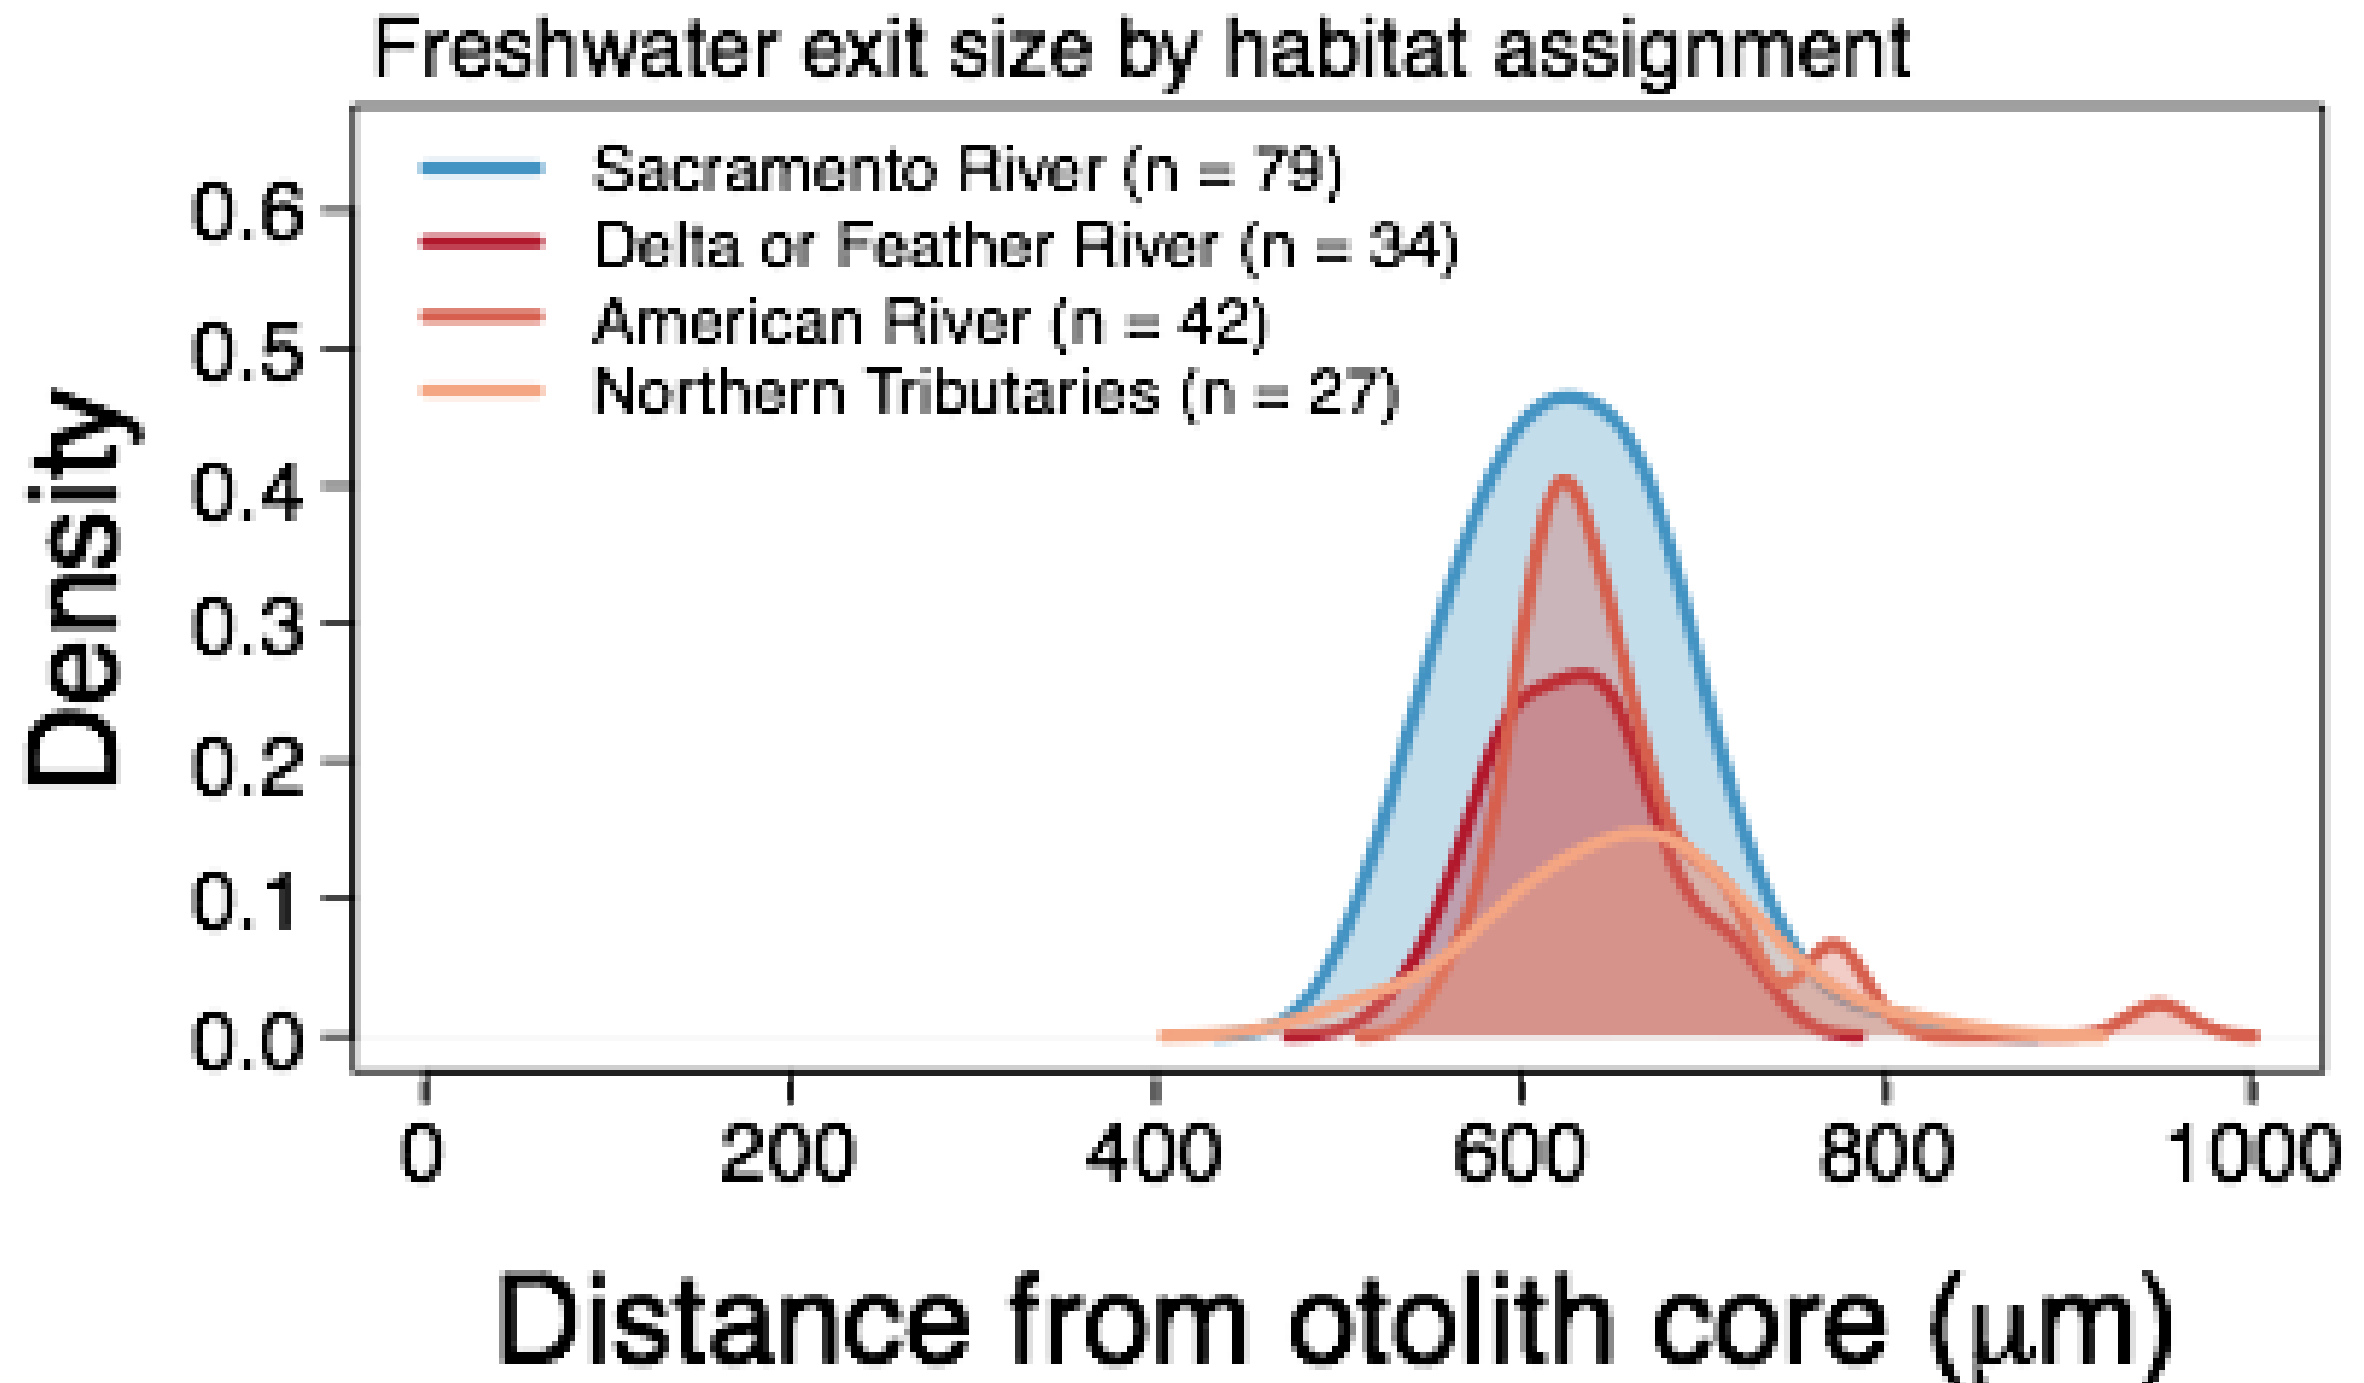 Freshwater exit size by habitat assignment
Sacramento River (n = 79)
Delta or Feather River (n = 34)
American River (n = 42)
Northern Tributaries (n = 27)
Density
0.6
0.5
0.4
0.3
0.2
0.1
0.0
0 200 400 600 800 1000
Distance from otolith core (μm)